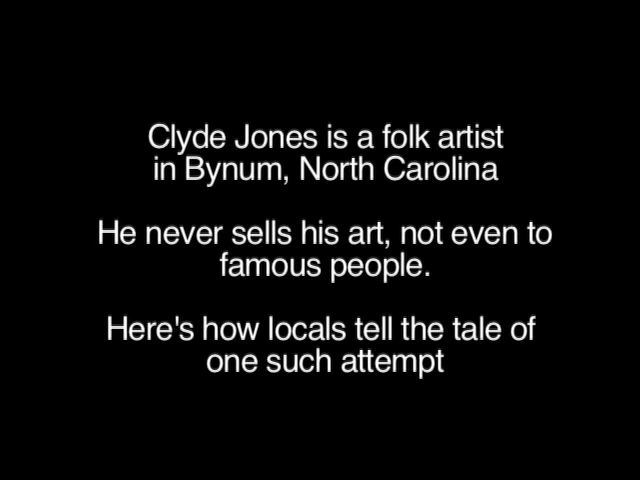 Clyde Jones is a folk artist
in Bynum, North Carolina
He never sells his art, not even to
famous people.
Here's how locals tell the tale of
one such attempt